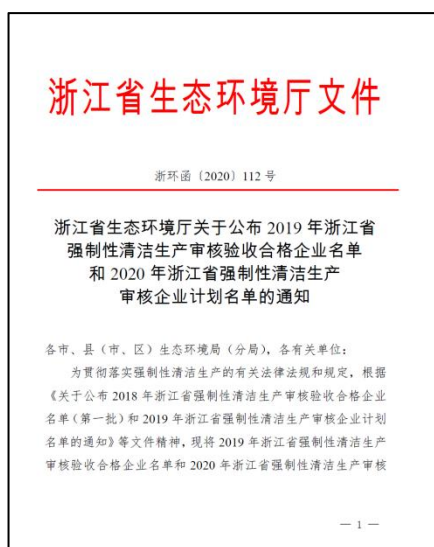 浙江省生态环境厅文件
浙环函〔2020〕112 号
浙江省生态环境厅关于公布 2019 年浙江省
强制性清洁生产审核验收合格企业名单
和 2020 年浙江省强制性清洁生产
审核企业计划名单的通知
各市、县（市、区）生态环境局（分局），各有关单位：
为贯彻落实强制性清洁生产的有关法律法规和规定，根据
《关于公布 2018 年浙江省强制性清洁生产审核验收合格企业
名单（第一批）和 2019 年浙江省强制性清洁生产审核企业计划
名单的通知》等文件精神，现将 2019 年浙江省强制性清洁生产
审核验收合格企业名单和 2020 年浙江省强制性清洁生产审核
— 1 —